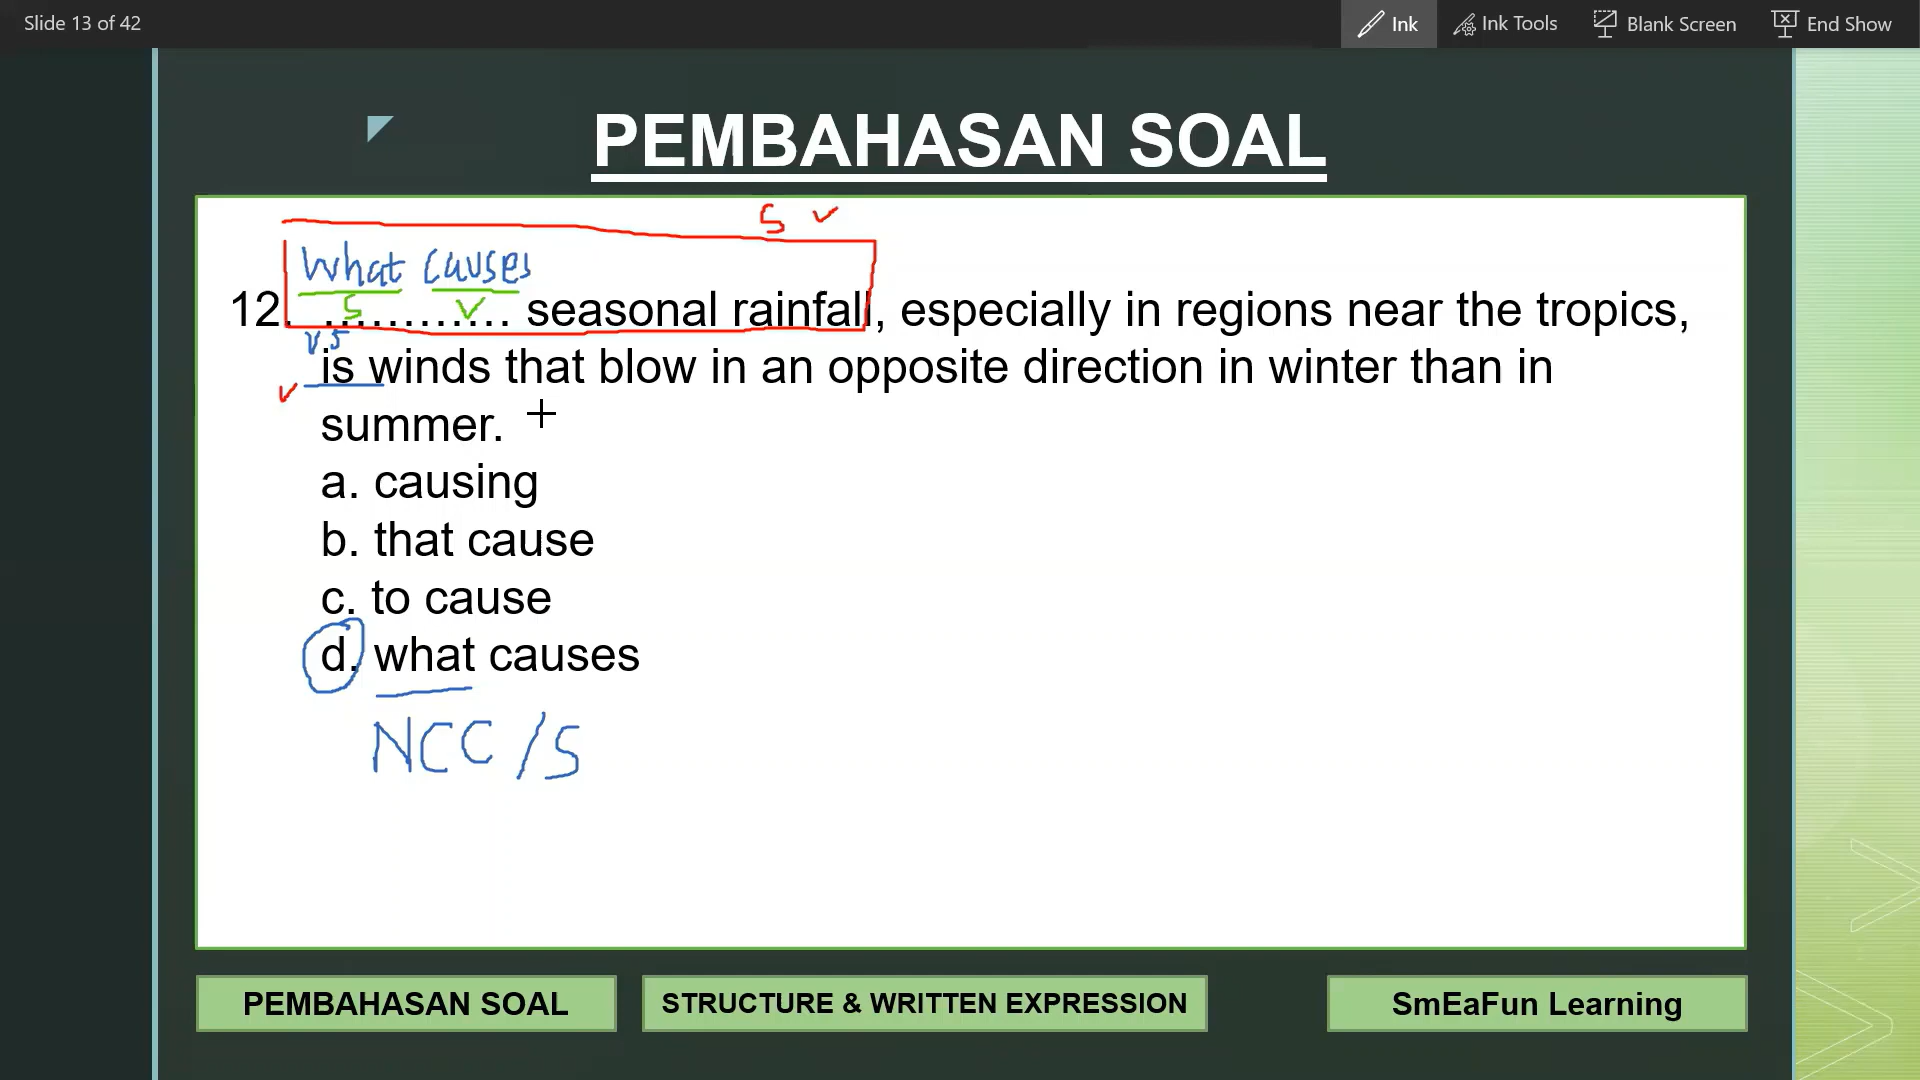 Slide 13 of 42
Ink
Ink Tools
Blank Screen
End Show
PEMBAHASAN SOAL
S v
What causes
S V
12. ............ seasonal rainfall, especially in regions near the tropics,
V.S
v is winds that blow in an opposite direction in winter than in
summer.
a. causing
b. that cause
c. to cause
d. what causes
NCC / S
PEMBAHASAN SOAL
STRUCTURE & WRITTEN EXPRESSION
SmEaFun Learning